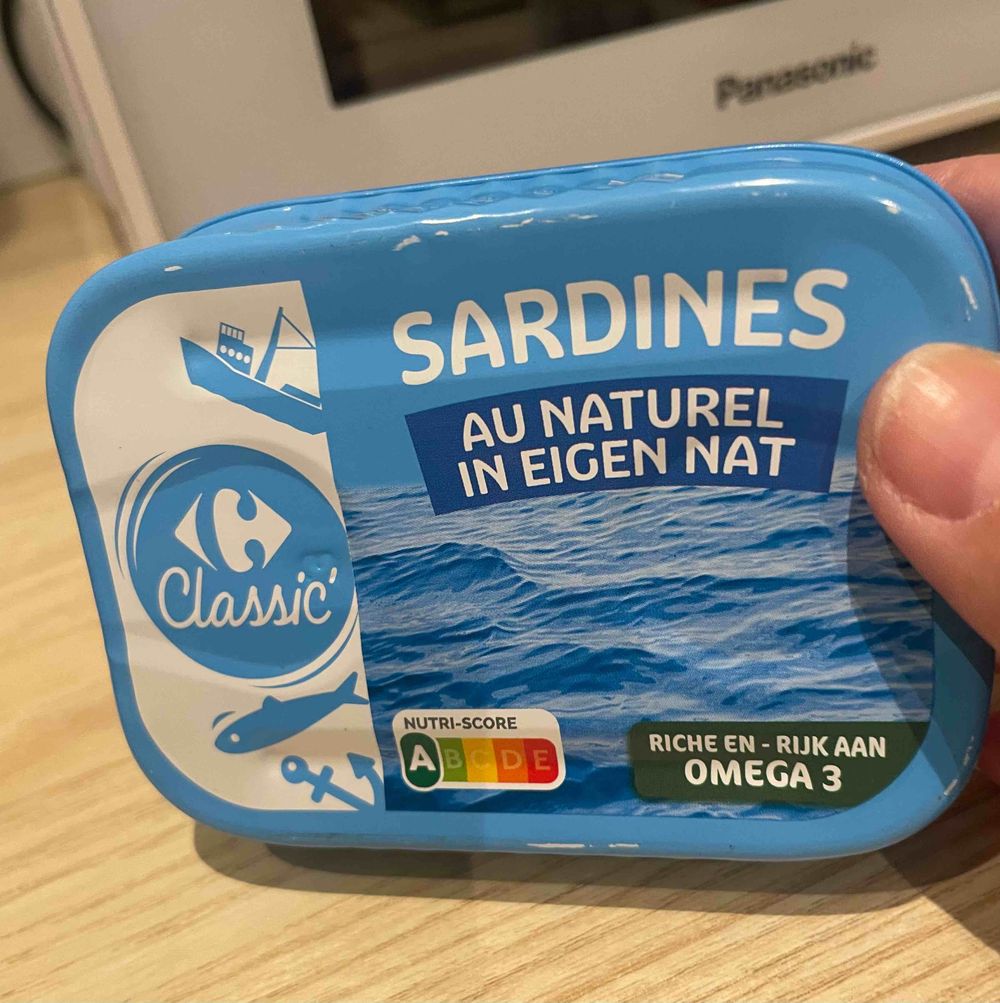 Panasonic
SARDINES
AU NATUREL
IN EIGEN NAT
Classic'
NUTRI-SCORE
A B C D E
RICHE EN - RIJK AAN
OMEGA 3